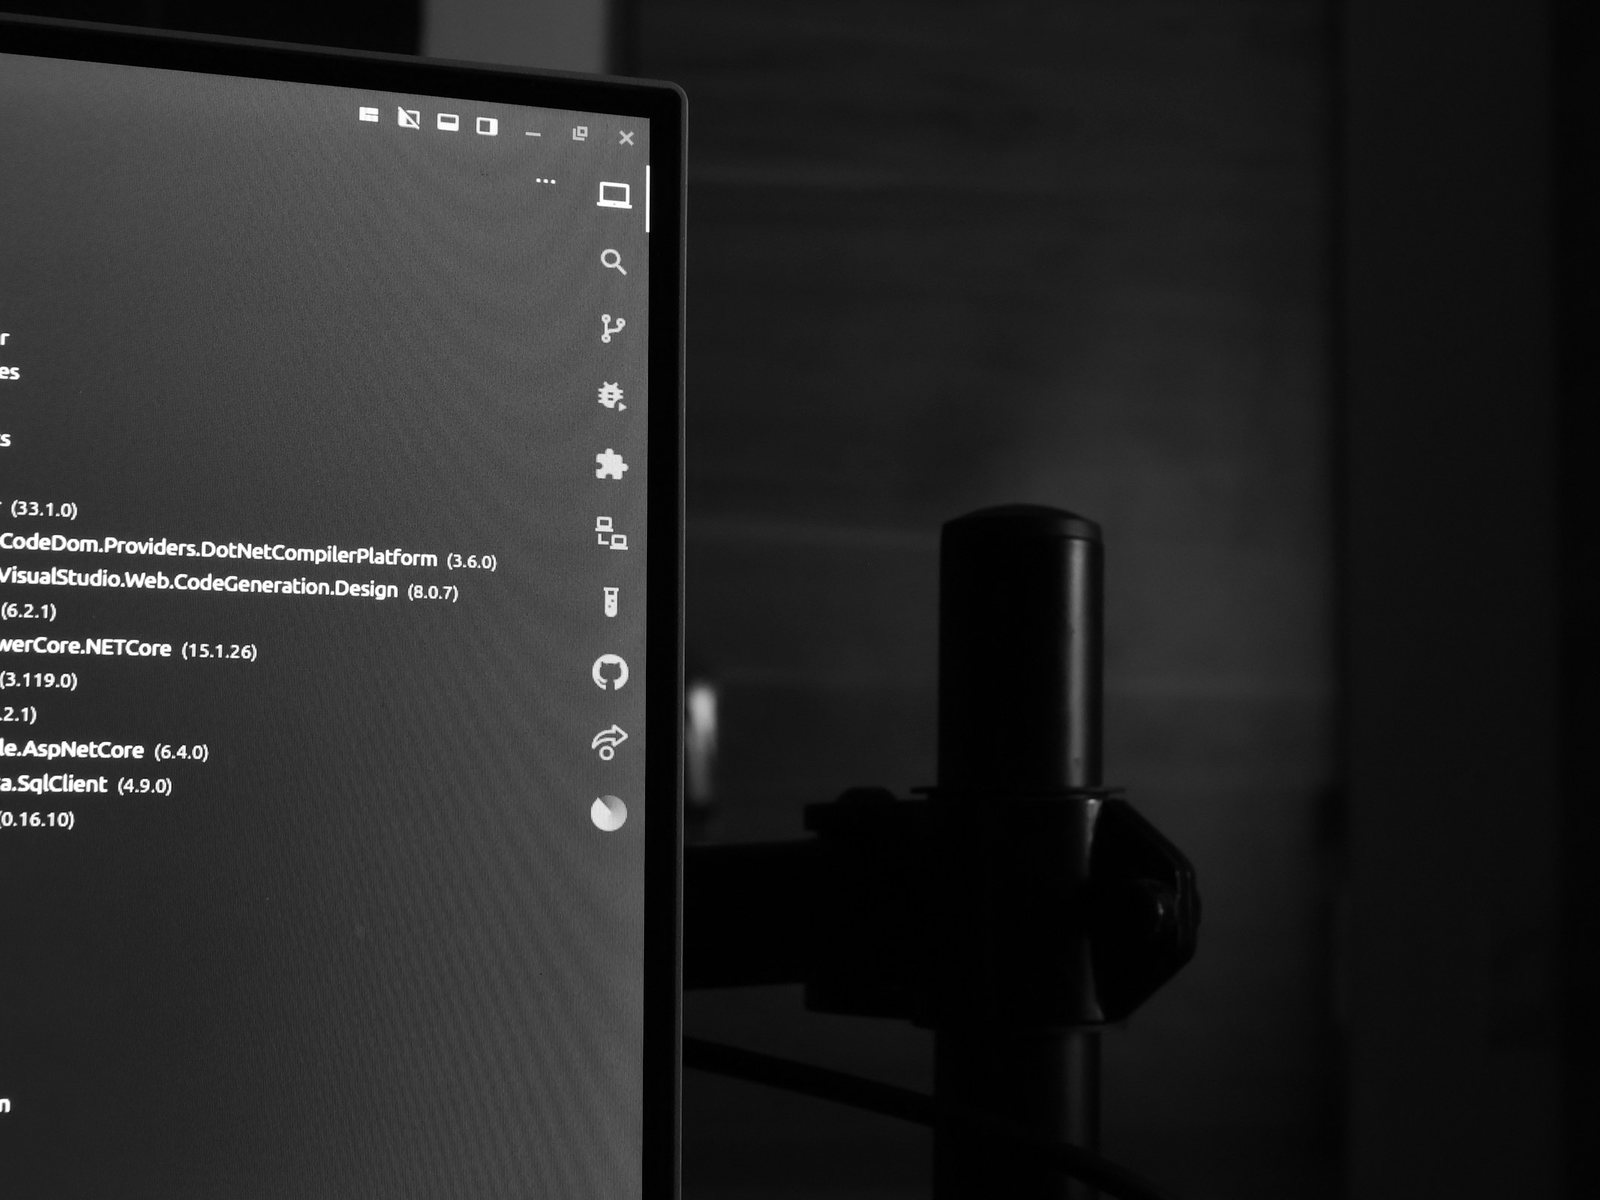 r
es
s
(33.1.0)
CodeDom.Providers.DotNetCompilerPlatform (3.6.0)
VisualStudio.Web.CodeGeneration.Design (8.0.7)
(6.2.1)
werCore.NETCore (15.1.26)
(3.119.0)
.2.1)
le.AspNetCore (6.4.0)
a.SqlClient (4.9.0)
(0.16.10)
n